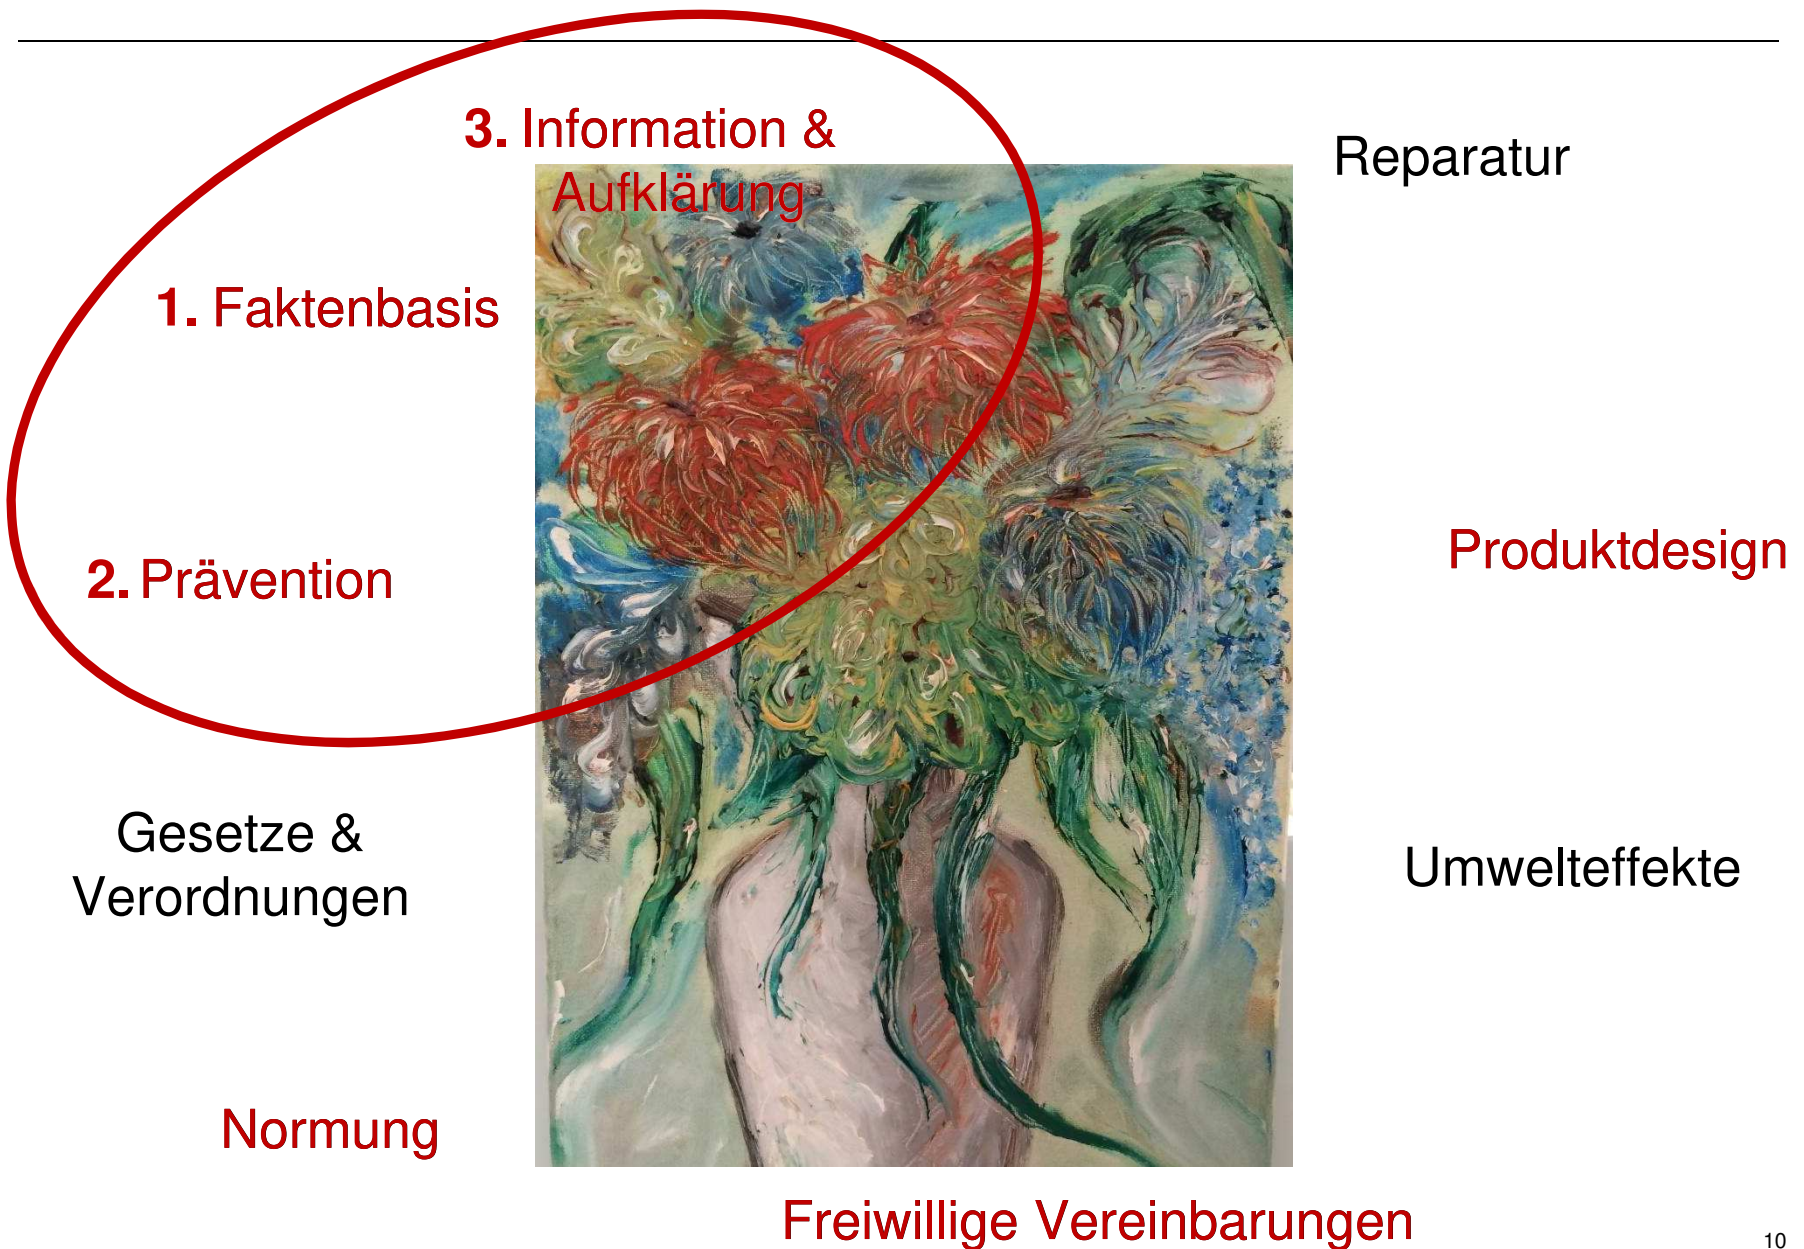 3. Information &
Aufklärung
Reparatur
1. Faktenbasis
Produktdesign
2. Prävention
Gesetze &
Verordnungen
Umwelteffekte
Normung
Freiwillige Vereinbarungen
10